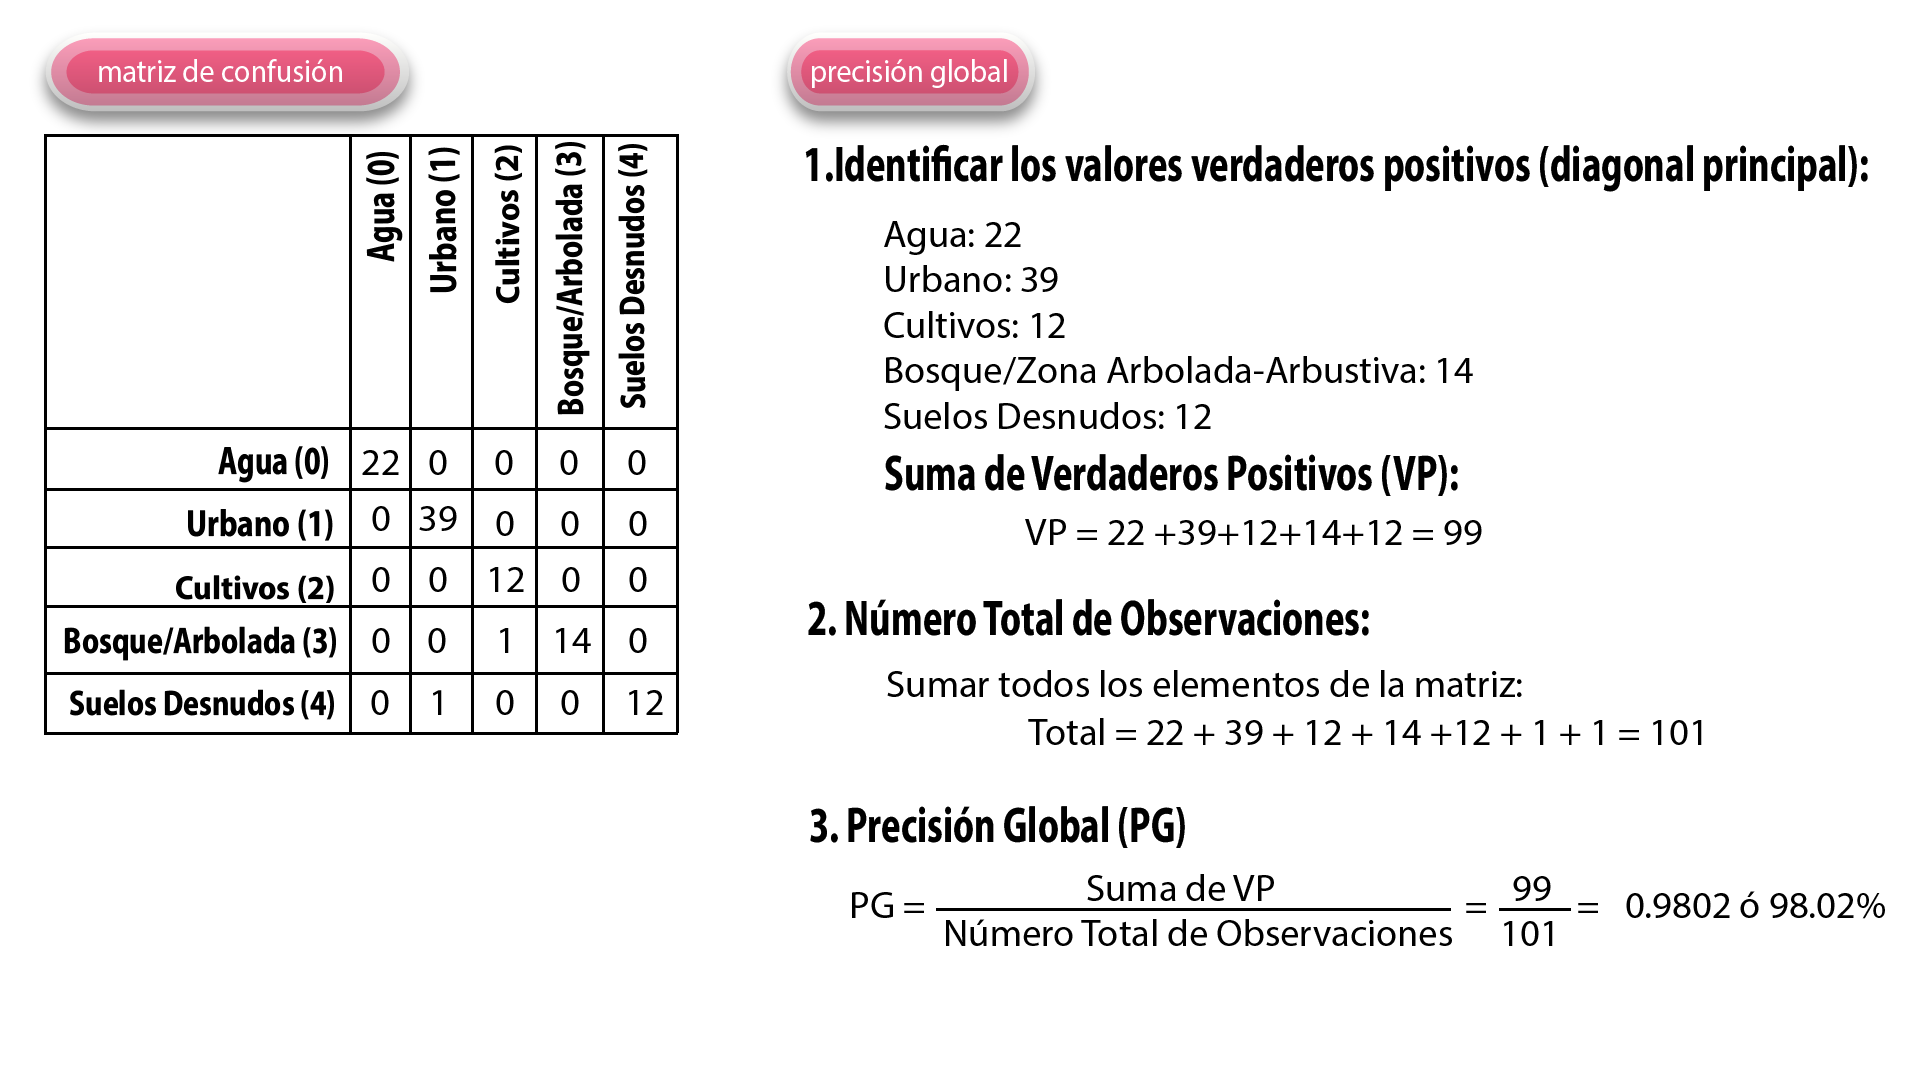 matriz de confusión
Agua (0) Urbano (1) Cultivos (2) Bosque/Arbolada (3) Suelos Desnudos (4)
Agua (0) 22 0 0 0 0
Urbano (1) 0 39 0 0 0
Cultivos (2) 0 0 12 0 0
Bosque/Arbolada (3) 0 0 1 14 0
Suelos Desnudos (4) 0 1 0 0 12
precisión global
1.Identificar los valores verdaderos positivos (diagonal principal):
Agua: 22
Urbano: 39
Cultivos: 12
Bosque/Zona Arbolada-Arbustiva: 14
Suelos Desnudos: 12
Suma de Verdaderos Positivos (VP):
VP = 22 +39+12+14+12 = 99
2. Número Total de Observaciones:
Sumar todos los elementos de la matriz:
Total = 22 + 39 + 12 + 14 +12 + 1 + 1 = 101
3. Precisión Global (PG)
PG = Suma de VP / Número Total de Observaciones = 99 / 101 = 0.9802 ó 98.02%